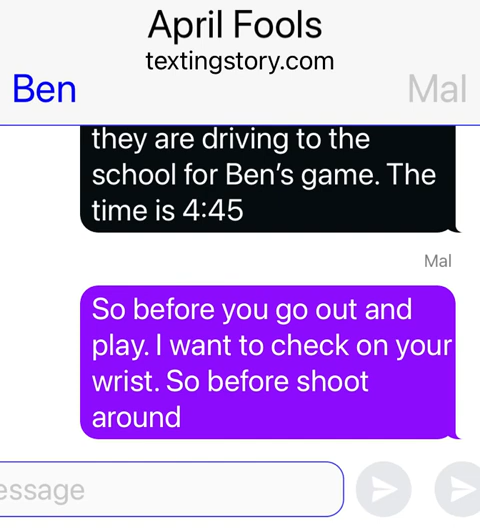 April Fools
textingstory.com
Ben
Mal
they are driving to the
school for Ben's game. The
time is 4:45
Mal
So before you go out and
play. I want to check on your
wrist. So before shoot
around
essage